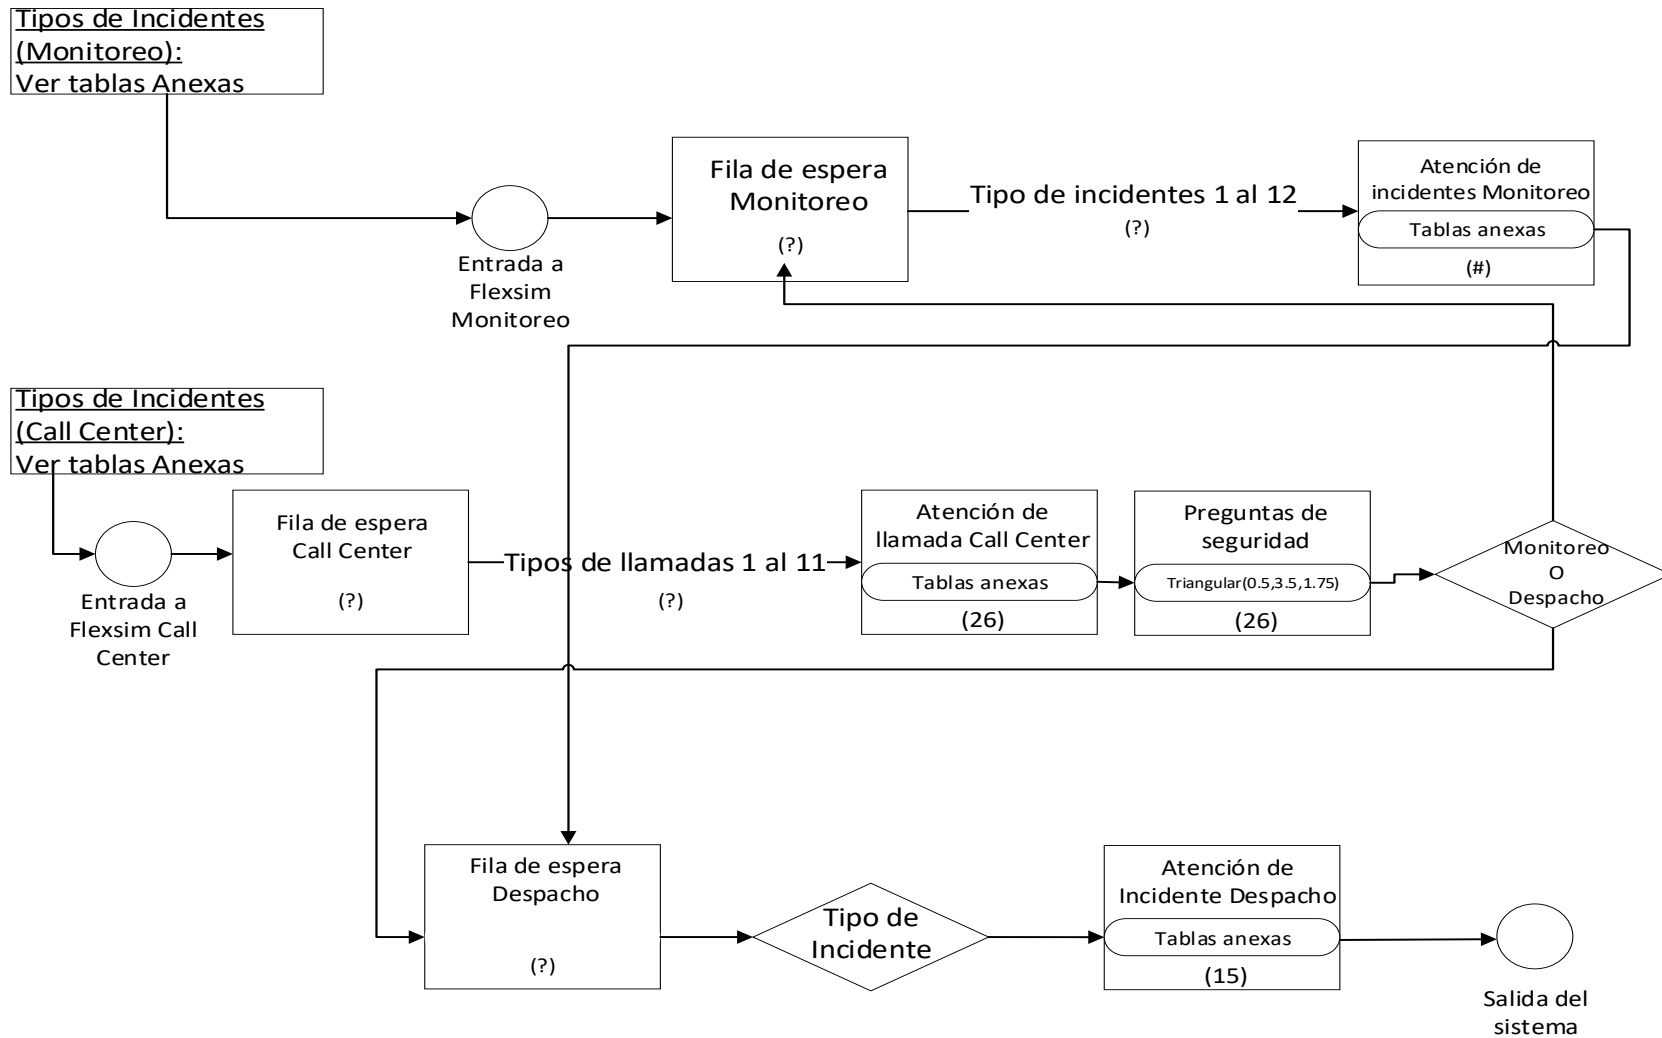 Tipos de Incidentes
(Monitoreo):
Ver tablas Anexas
Entrada a
Flexsim
Monitoreo
Fila de espera
Monitoreo
(?)
Tipo de incidentes 1 al 12
(?)
Atención de
incidentes Monitoreo
Tablas anexas
(#)
Tipos de Incidentes
(Call Center):
Ver tablas Anexas
Entrada a
Flexsim Call
Center
Fila de espera
Call Center
(?)
Tipos de llamadas 1 al 11
(?)
Atención de
llamada Call Center
Tablas anexas
(26)
Preguntas de
seguridad
Triangular(0.5,3.5,1.75)
(26)
Monitoreo
O
Despacho
Fila de espera
Despacho
(?)
Tipo de
Incidente
Atención de
Incidente Despacho
Tablas anexas
(15)
Salida del
sistema